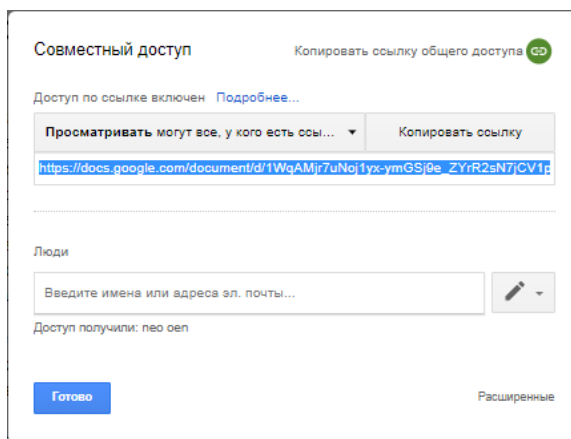 Совместный доступ
Копировать ссылку общего доступа
Доступ по ссылке включен Подробнее...
Просматривать могут все, у кого есть ссы... Копировать ссылку
https://docs.google.com/document/d/1WqAMjr7uNoj1yx-ymGSj9e_ZYrR2sN7jCV1p
Люди
Введите имена или адреса эл. почты...
Доступ получили: neo oen
Готово
Расширенные